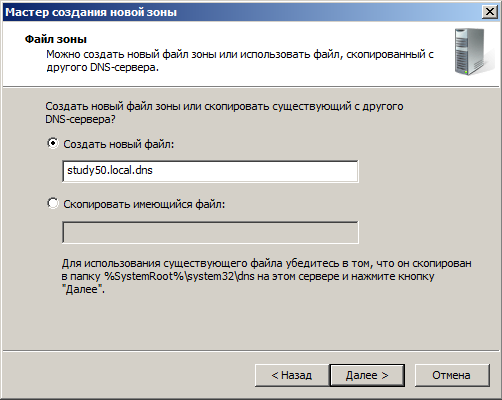 Мастер создания новой зоны
Файл зоны
Можно создать новый файл зоны или использовать файл, скопированный с
другого DNS-сервера.
Создать новый файл зоны или скопировать существующий с другого
DNS-сервера?
Создать новый файл:
study50.local.dns
Скопировать имеющийся файл:
Для использования существующего файла убедитесь в том, что он скопирован
в папку %SystemRoot%\system32\dns на этом сервере и нажмите кнопку
"Далее".
< Назад
Далее >
Отмена